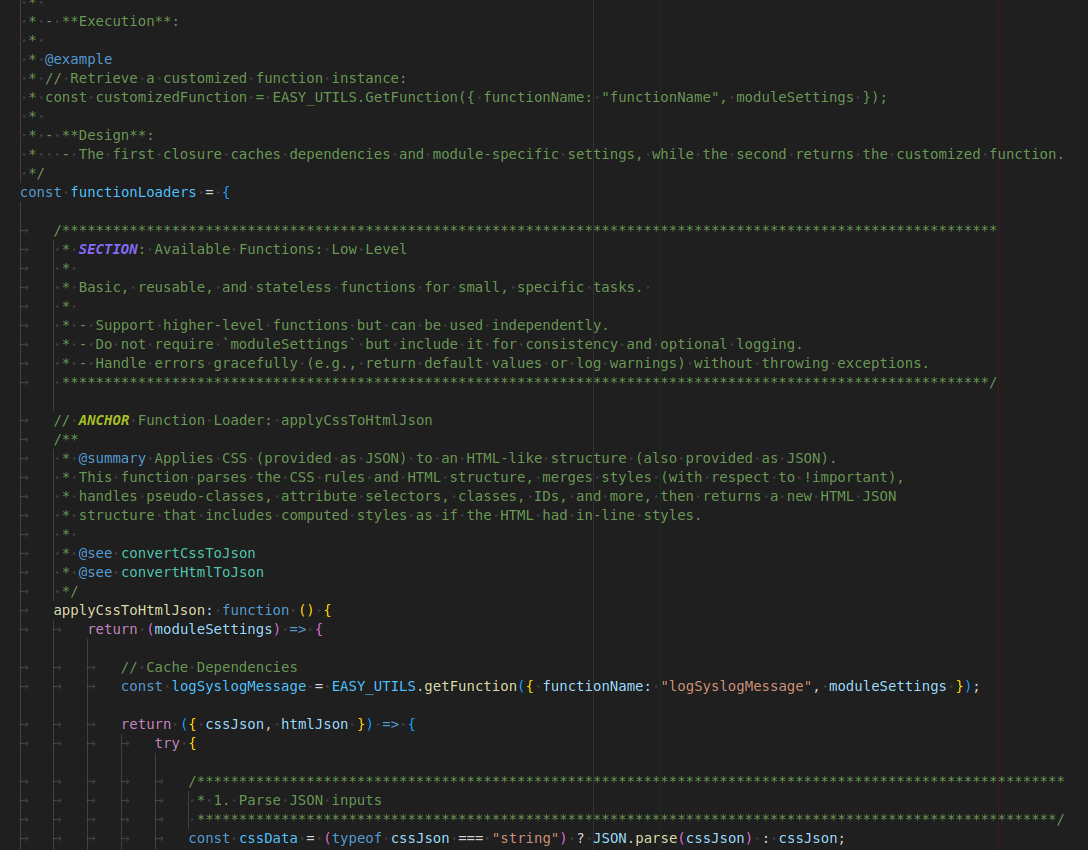 *
* - **Execution**:
*
* @example
* // Retrieve a customized function instance:
* const customizedFunction = EASY_UTILS.GetFunction({ functionName: "functionName", moduleSettings });
*
* - **Design**:
*   - The first closure caches dependencies and module-specific settings, while the second returns the customized function.
*/
const functionLoaders = {
/***************************************************************************************************************
* SECTION: Available Functions: Low Level
*
* Basic, reusable, and stateless functions for small, specific tasks.
*
* - Support higher-level functions but can be used independently.
* - Do not require `moduleSettings` but include it for consistency and optional logging.
* - Handle errors gracefully (e.g., return default values or log warnings) without throwing exceptions.
**************************************************************************************************************/
// ANCHOR Function Loader: applyCssToHtmlJson
/**
* @summary Applies CSS (provided as JSON) to an HTML-like structure (also provided as JSON).
* This function parses the CSS rules and HTML structure, merges styles (with respect to !important),
* handles pseudo-classes, attribute selectors, classes, IDs, and more, then returns a new HTML JSON
* structure that includes computed styles as if the HTML had in-line styles.
*
* @see convertCssToJson
* @see convertHtmlToJson
*/
applyCssToHtmlJson: function () {
return (moduleSettings) => {
// Cache Dependencies
const logSyslogMessage = EASY_UTILS.getFunction({ functionName: "logSyslogMessage", moduleSettings });
return ({ cssJson, htmlJson }) => {
try {
/*******************************************************************************************************
* 1. Parse JSON inputs
******************************************************************************************************/
const cssData = (typeof cssJson === "string") ? JSON.parse(cssJson) : cssJson;